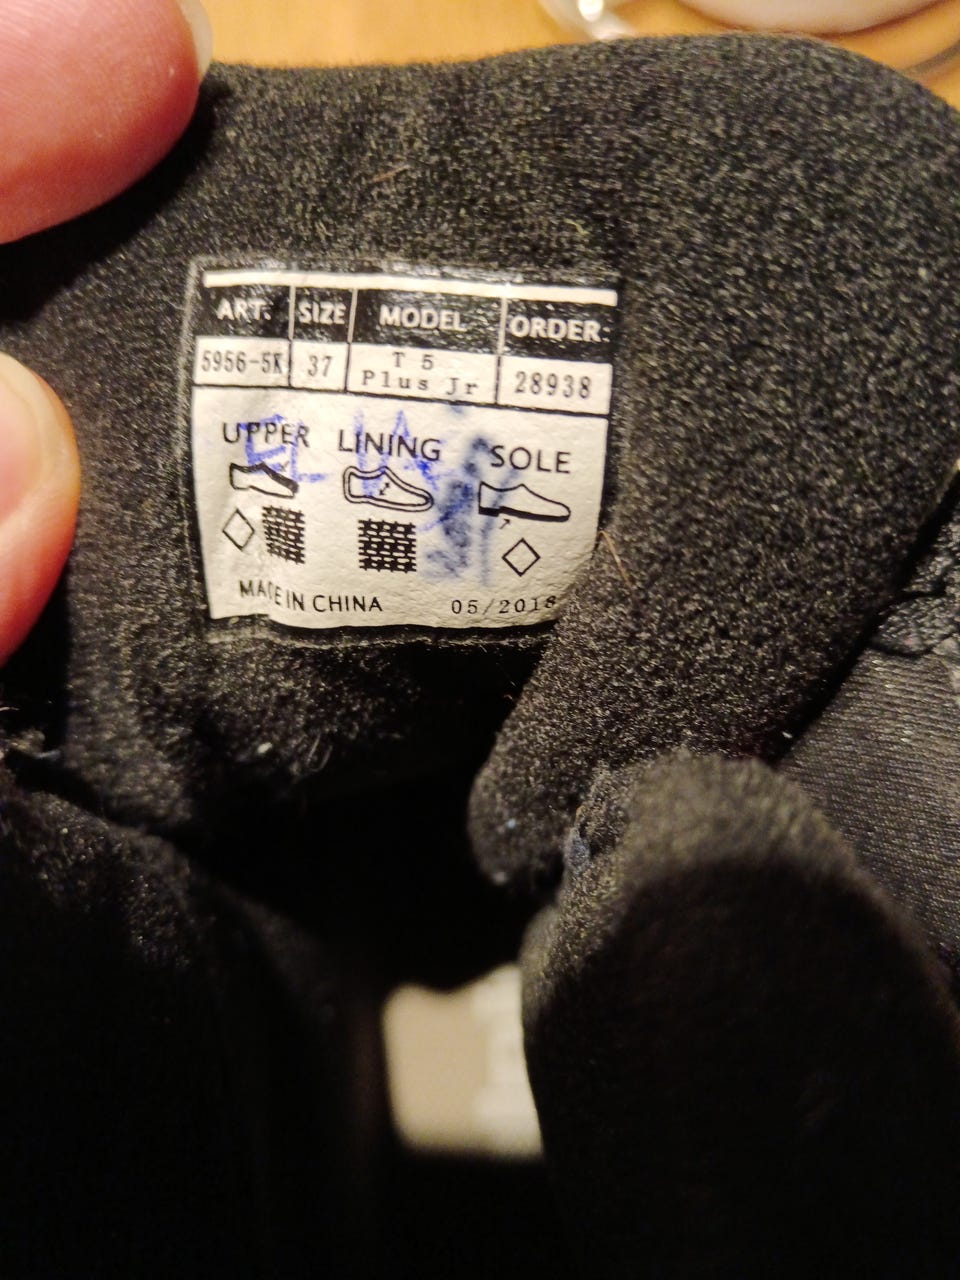 ART. SIZE MODEL ORDER:
5956-5K 37 T 5 Plus Jr 28938
UPPER LINING SOLE
MADE IN CHINA 05/2018